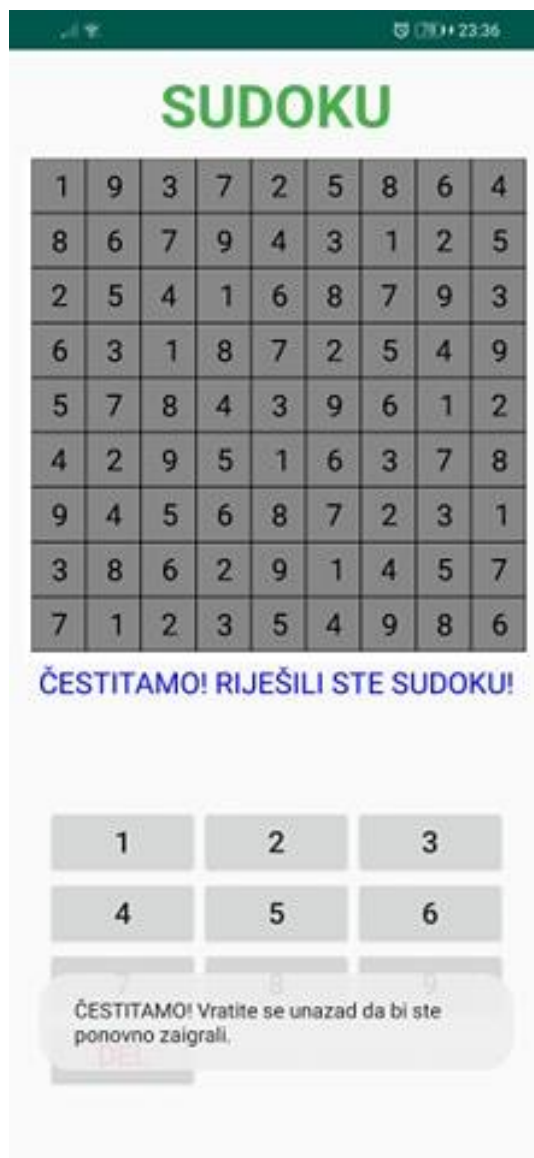 23:36
SUDOKU
1 9 3 7 2 5 8 6 4
8 6 7 9 4 3 1 2 5
2 5 4 1 6 8 7 9 3
6 3 1 8 7 2 5 4 9
5 7 8 4 3 9 6 1 2
4 2 9 5 1 6 3 7 8
9 4 5 6 8 7 2 3 1
3 8 6 2 9 1 4 5 7
7 1 2 3 5 4 9 8 6
ČESTITAMO! RIJEŠILI STE SUDOKU!
1 2 3
4 5 6
7 8 9
ČESTITAMO! Vratite se unazad da bi ste
ponovno zaigrali.
DEL